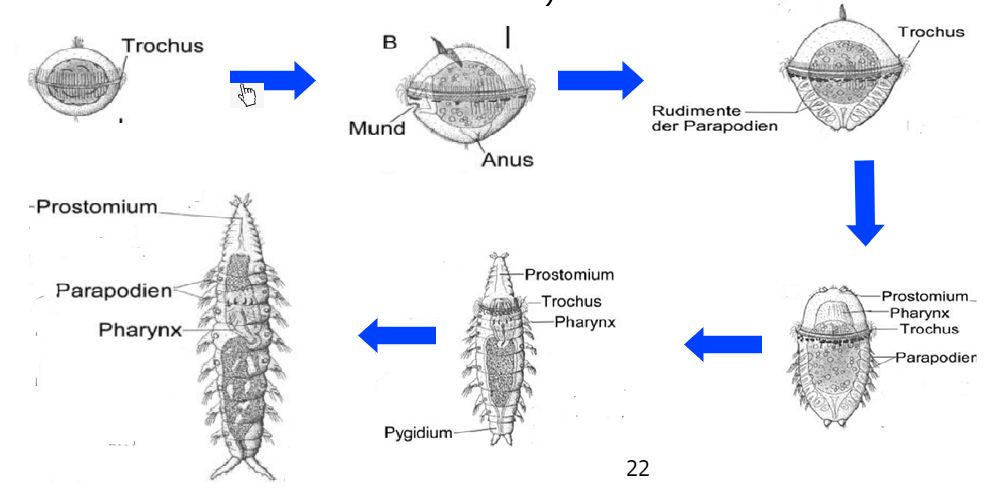 Trochus
B
Mund
Anus
Trochus
Rudimente
der Parapodien
Prostomium
Pharynx
Trochus
Parapodien
Prostomium
Trochus
Pharynx
Pygidium
-Prostomium
Parapodien
Pharynx
22